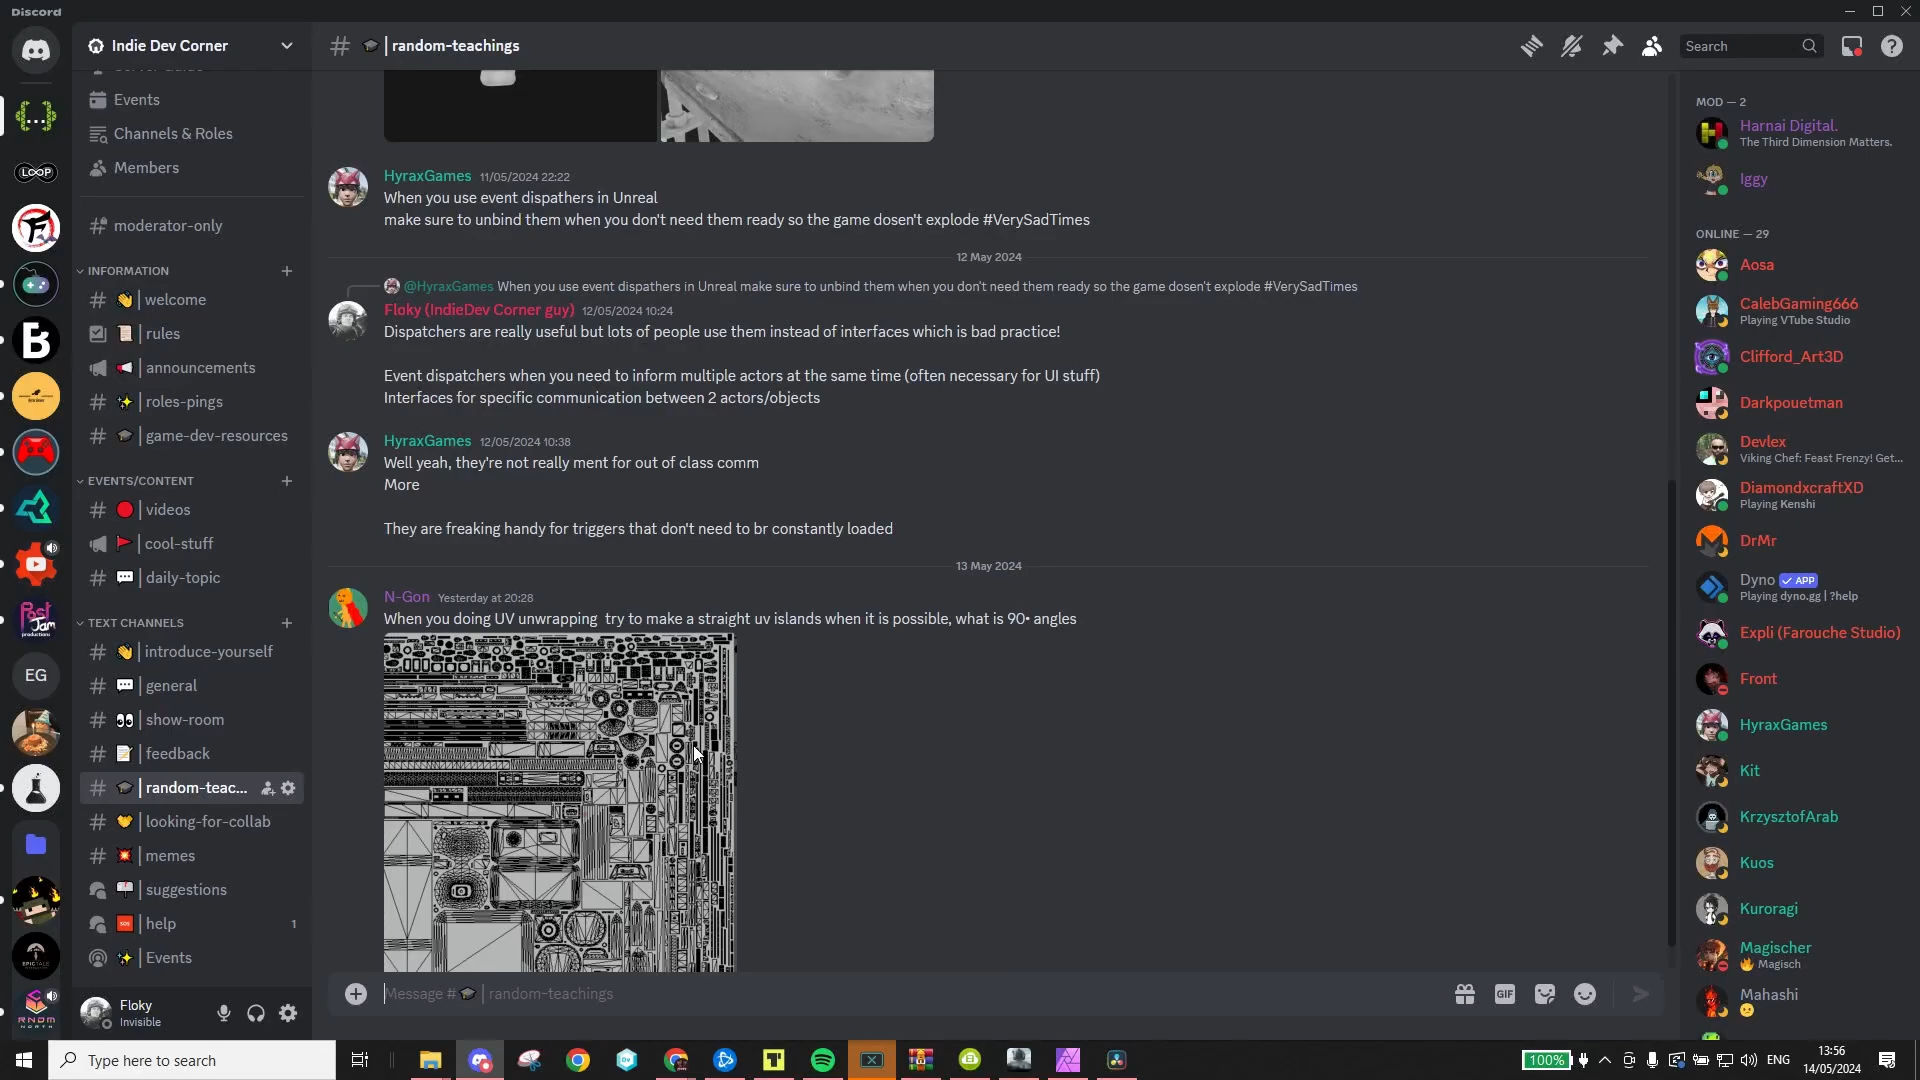 Discord
Indie Dev Corner
Events
Channels & Roles
Members
moderator-only
INFORMATION
welcome
rules
announcements
roles-pings
game-dev-resources
EVENTS/CONTENT
videos
cool-stuff
daily-topic
TEXT CHANNELS
introduce-yourself
general
show-room
feedback
random-teac...
looking-for-collab
memes
suggestions
help 1
Events
LOOP
B
Post Jam
productions
EG
EPIC TALE
RNDM
NORTH
Floky
Invisible
random-teachings
Search
HyraxGames 11/05/2024 22:22
When you use event dispathers in Unreal
make sure to unbind them when you don't need them ready so the game dosen't explode #VerySadTimes
12 May 2024
@HyraxGames When you use event dispathers in Unreal make sure to unbind them when you don't need them ready so the game dosen't explode #VerySadTimes
Floky (IndieDev Corner guy) 12/05/2024 10:24
Dispatchers are really useful but lots of people use them instead of interfaces which is bad practice!
Event dispatchers when you need to inform multiple actors at the same time (often necessary for UI stuff)
Interfaces for specific communication between 2 actors/objects
HyraxGames 12/05/2024 10:38
Well yeah, they're not really ment for out of class comm
More
They are freaking handy for triggers that don't need to br constantly loaded
13 May 2024
N-Gon Yesterday at 20:28
When you doing UV unwrapping try to make a straight uv islands when it is possible, what is 90• angles
Message # random-teachings
GIF
MOD — 2
Harnai Digital.
The Third Dimension Matters.
Iggy
ONLINE — 29
Aosa
CalebGaming666
Playing VTube Studio
Clifford_Art3D
Darkpouetman
Devlex
Viking Chef: Feast Frenzy! Get...
DiamondxcraftXD
Playing Kenshi
DrMr
Dyno APP
Playing dyno.gg | ?help
Expli (Farouche Studio)
Front
HyraxGames
Kit
KrzysztofArab
Kuos
Kuroragi
Magischer
Magisch
Mahashi
Type here to search
100%
ENG
13:56
14/05/2024